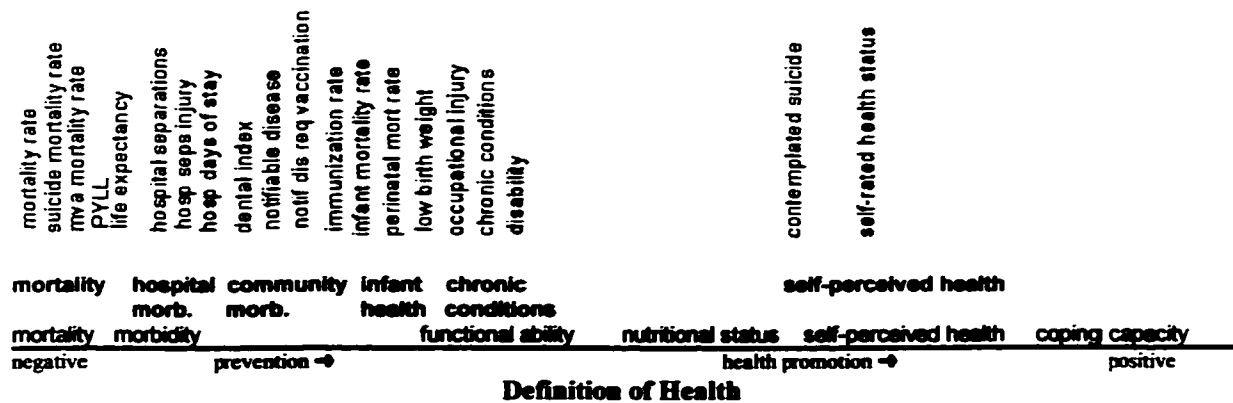 mortality rate
suicide mortality rate
mva mortality rate
PYLL
life expectancy
hospital separations
hosp seps injury
hosp days of stay
dental index
notifiable disease
notif dis req vaccination
immunization rate
infant mortality rate
perinatal mort rate
low birth weight
occupational injury
chronic conditions
disability
contemplated suicide
self-rated health status
mortality hospital community infant chronic self-perceived health
morb. morb. health conditions
mortality morbidity functional ability nutritional status self-perceived health coping capacity
negative prevention → health promotion → positive
Definition of Health